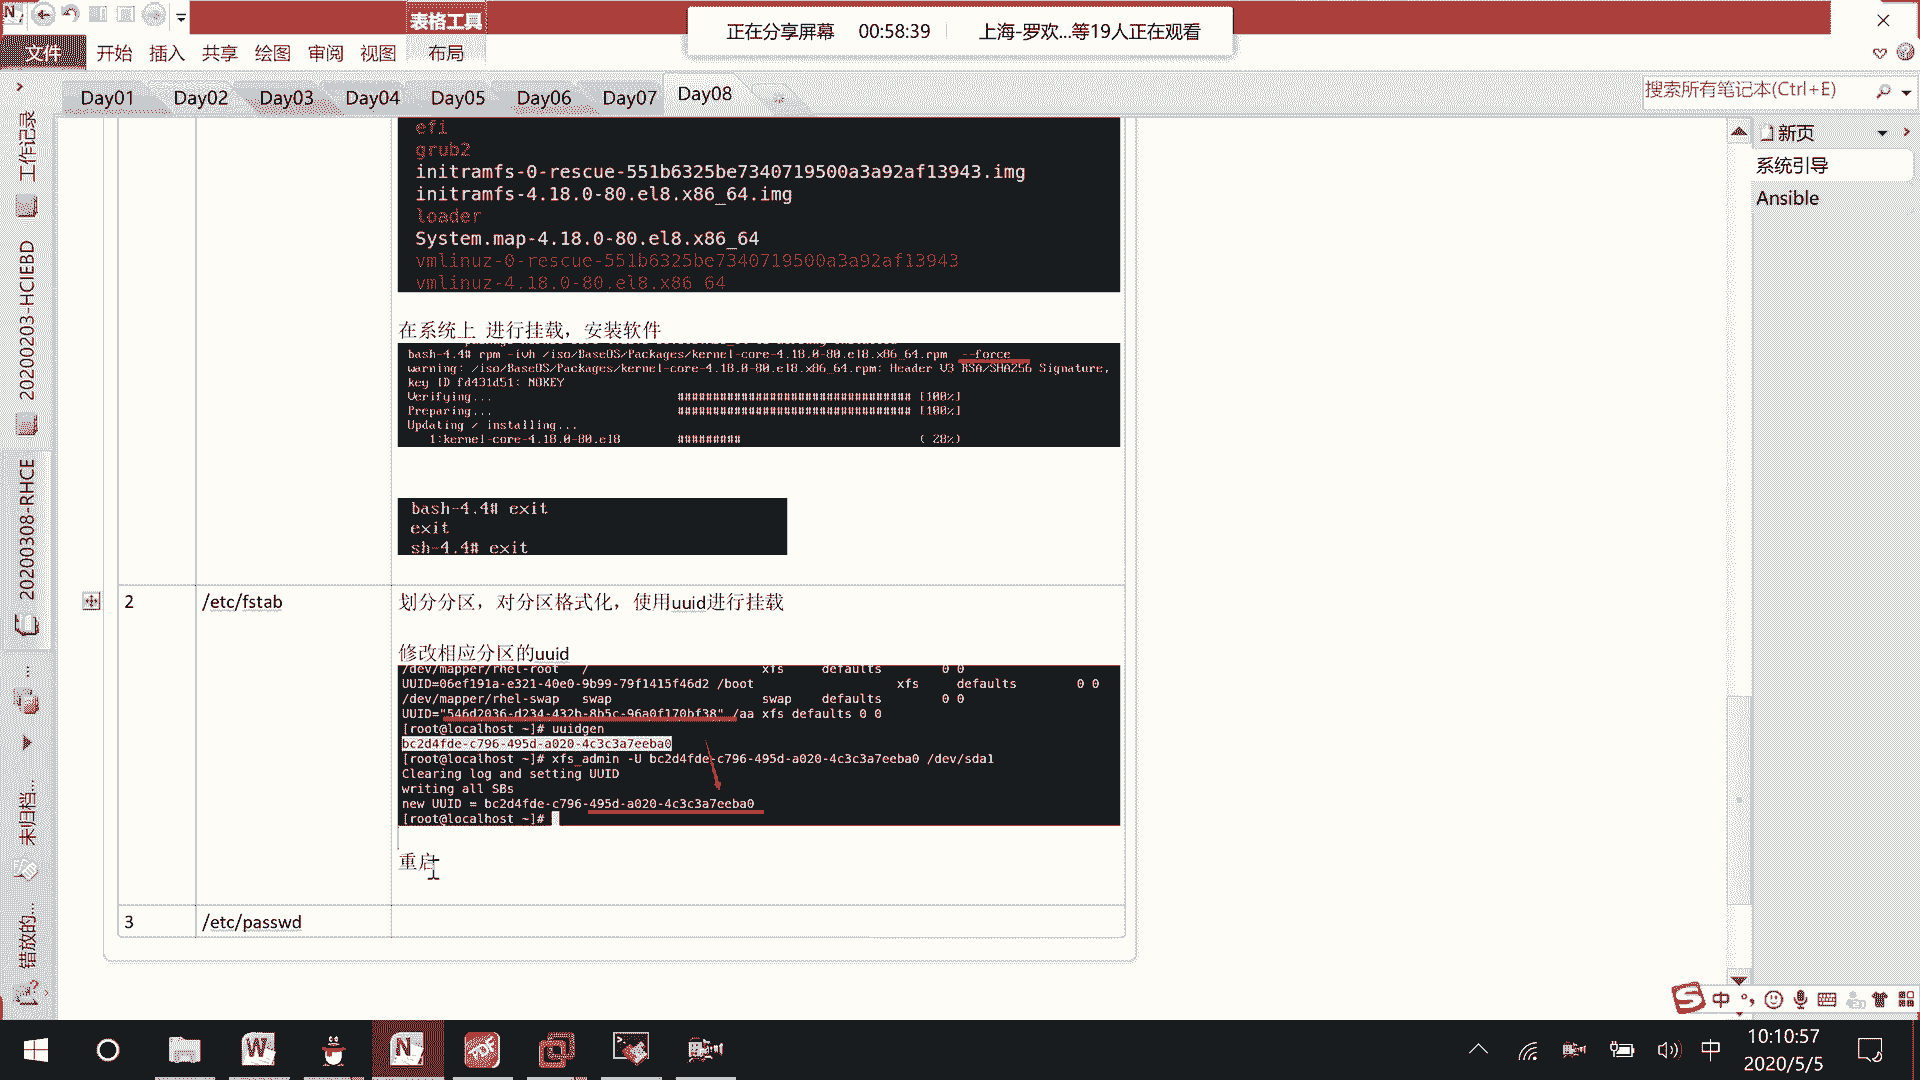 表格工具
正在分享屏幕 00:58:39 上海-罗欢...等19人正在观看
文件 开始 插入 共享 绘图 审阅 视图 布局
Day01 Day02 Day03 Day04 Day05 Day06 Day07 Day08
搜索所有笔记本(Ctrl+E)
工作记录
20200203-HCIEBD
20200308-RHCE
...
未归档...
错放的...
新页
系统引导
Ansible
efi
grub2
initramfs-0-rescue-551b6325be7340719500a3a92af13943.img
initramfs-4.18.0-80.el8.x86_64.img
loader
System.map-4.18.0-80.el8.x86_64
vmlinuz-0-rescue-551b6325be7340719500a3a92af13943
vmlinuz-4.18.0-80.el8.x86_64
在系统上 进行挂载，安装软件
bash-4.4# rpm -ivh /iso/BaseOS/Packages/kernel-core-4.18.0-80.el8.x86_64.rpm --force
warning: /iso/BaseOS/Packages/kernel-core-4.18.0-80.el8.x86_64.rpm: Header V3 RSA/SHA256 Signature,
key ID fd431d51: NOKEY
Verifying... ################################# [100%]
Preparing... ################################# [100%]
Updating / installing...
1:kernel-core-4.18.0-80.el8 ######### ( 28%)
bash-4.4# exit
exit
sh-4.4# exit
2 /etc/fstab 划分分区，对分区格式化，使用uuid进行挂载
修改相应分区的uuid
/dev/mapper/rhel-root / xfs defaults 0 0
UUID=06ef191a-e321-40e0-9b99-79f1415f46d2 /boot xfs defaults 0 0
/dev/mapper/rhel-swap swap swap defaults 0 0
UUID="546d2036-d234-432b-8b5c-96a0f170bf38" /aa xfs defaults 0 0
[root@localhost ~]# uuidgen
bc2d4fde-c796-495d-a020-4c3c3a7eeba0
[root@localhost ~]# xfs_admin -U bc2d4fde-c796-495d-a020-4c3c3a7eeba0 /dev/sda1
Clearing log and setting UUID
writing all SBs
new UUID = bc2d4fde-c796-495d-a020-4c3c3a7eeba0
[root@localhost ~]#
重启
3 /etc/passwd
中
中
10:10:57
2020/5/5